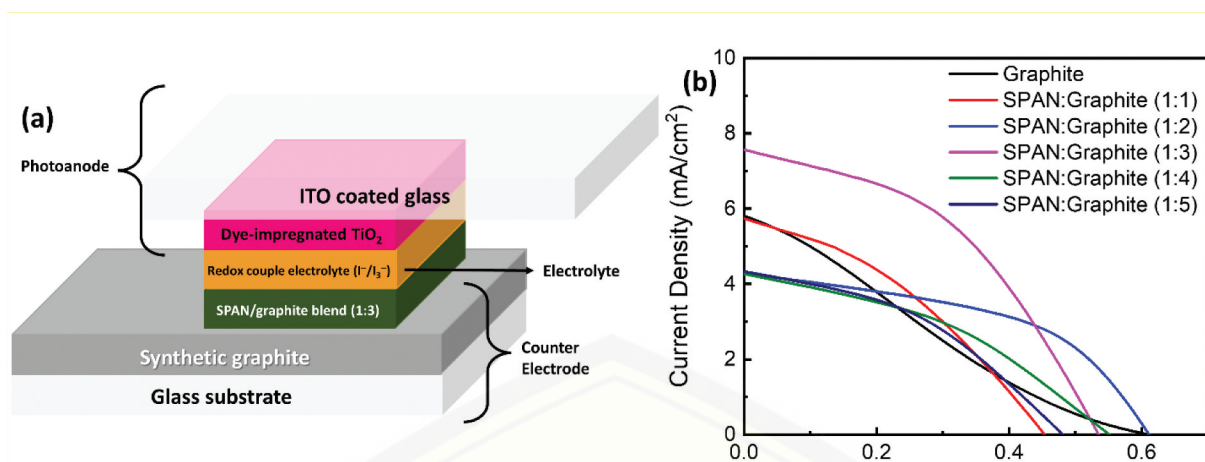 (a)
Photoanode
ITO coated glass
Dye-impregnated TiO₂
Redox couple electrolyte (I⁻/I₃⁻)
Electrolyte
SPAN/graphite blend (1:3)
Synthetic graphite
Counter
Electrode
Glass substrate
(b)
Graphite
SPAN:Graphite (1:1)
SPAN:Graphite (1:2)
SPAN:Graphite (1:3)
SPAN:Graphite (1:4)
SPAN:Graphite (1:5)
Current Density (mA/cm²)
10
8
6
4
2
0
0.0
0.2
0.4
0.6